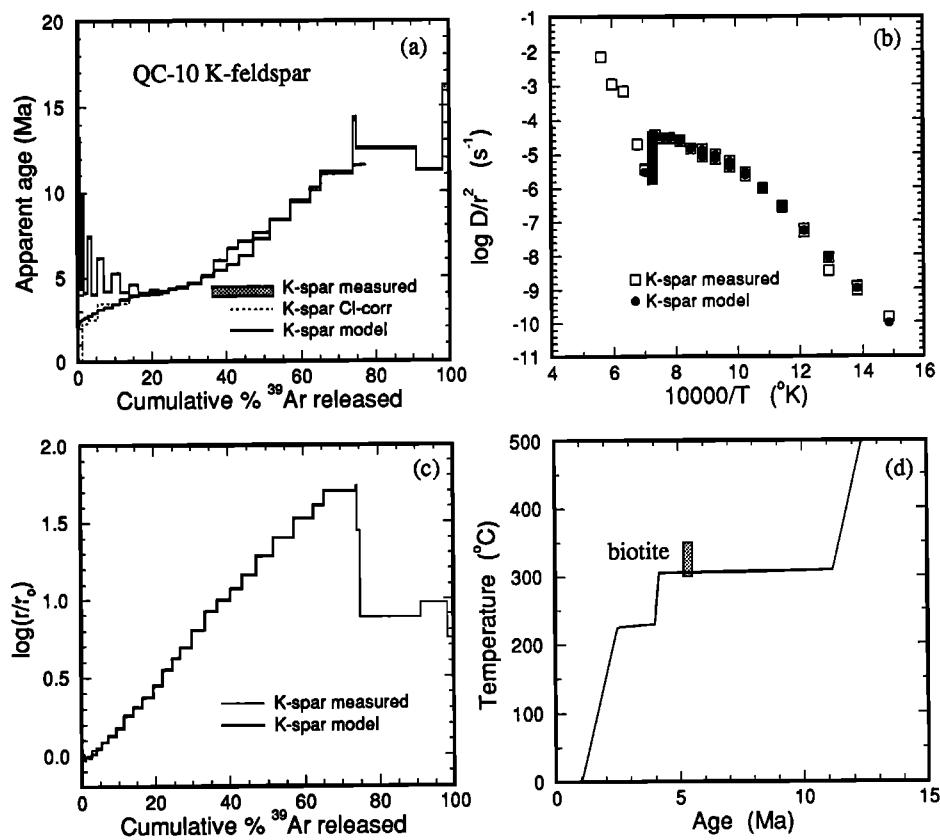 20
15
10
5
0
Apparent age (Ma)
(a)
QC-10 K-feldspar
K-spar measured
K-spar Cl-corr
K-spar model
0 20 40 60 80 100
Cumulative % ³⁹Ar released
-1
-2
-3
-4
-5
-6
-7
-8
-9
-10
-11
log D/r² (s⁻¹)
(b)
K-spar measured
K-spar model
4 6 8 10 12 14 16
10000/T (°K)
2.0
1.5
1.0
0.5
0.0
log(r/rₒ)
(c)
K-spar measured
K-spar model
0 20 40 60 80 100
Cumulative % ³⁹Ar released
500
400
300
200
100
0
Temperature (°C)
(d)
biotite
0 5 10 15
Age (Ma)